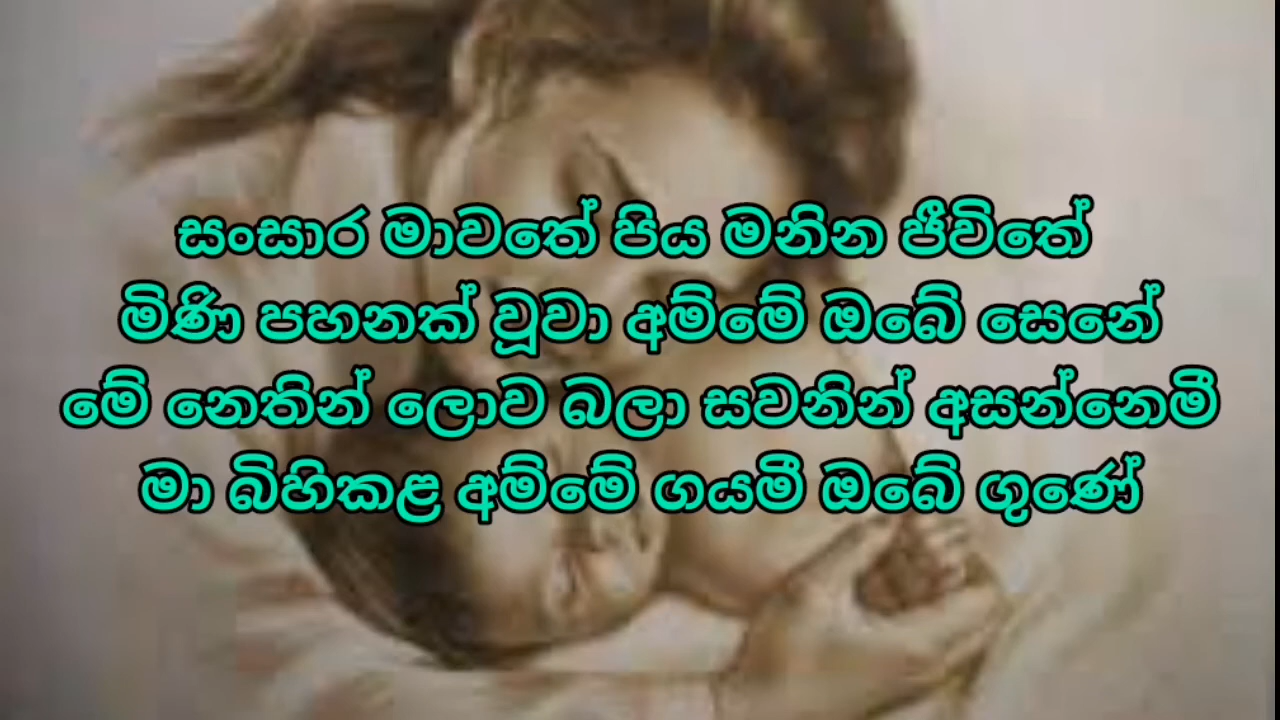 සංසාර මාවතේ පිය මනින ජීවිතේ
මිණි පහනක් වූවා අම්මේ ඔබේ සෙනේ
මේ නෙතින් ලොව බලා සවනින් අසන්නෙමී
මා බිහිකළ අම්මේ ගයමී ඔබේ ගුණේ